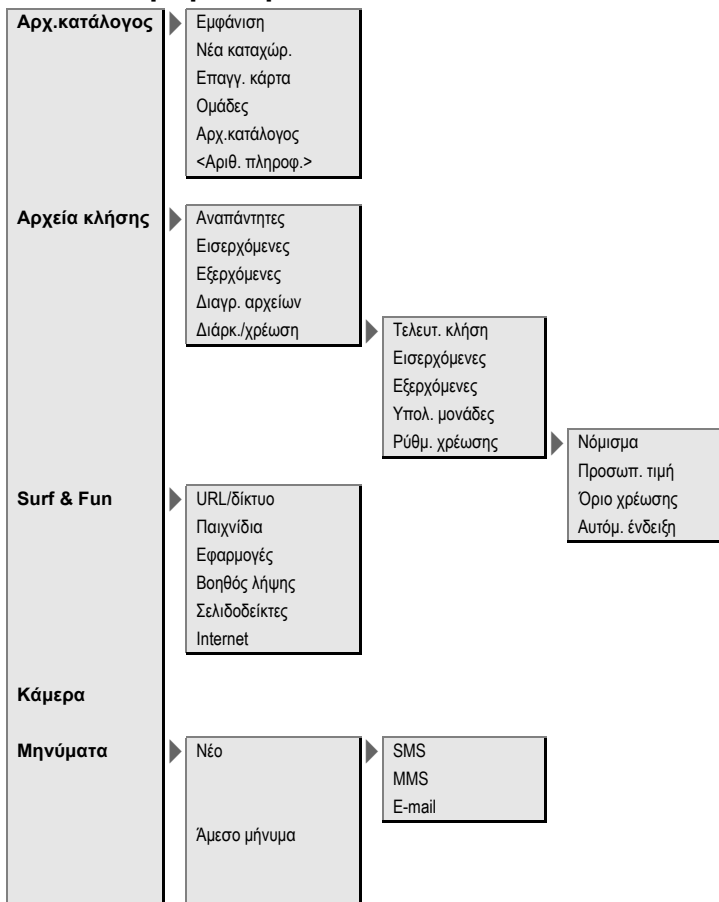 Αρχ.κατάλογος
Εμφάνιση
Νέα καταχώρ.
Επαγγ. κάρτα
Ομάδες
Αρχ.κατάλογος
<Αριθ. πληροφ.>
Αρχεία κλήσης
Αναπάντητες
Εισερχόμενες
Εξερχόμενες
Διαγρ. αρχείων
Διάρκ./χρέωση
Τελευτ. κλήση
Εισερχόμενες
Εξερχόμενες
Υπολ. μονάδες
Ρύθμ. χρέωσης
Νόμισμα
Προσωπ. τιμή
Όριο χρέωσης
Αυτόμ. ένδειξη
Surf & Fun
URL/δίκτυο
Παιχνίδια
Εφαρμογές
Βοηθός λήψης
Σελιδοδείκτες
Internet
Κάμερα
Μηνύματα
Νέο
SMS
MMS
E-mail
Άμεσο μήνυμα